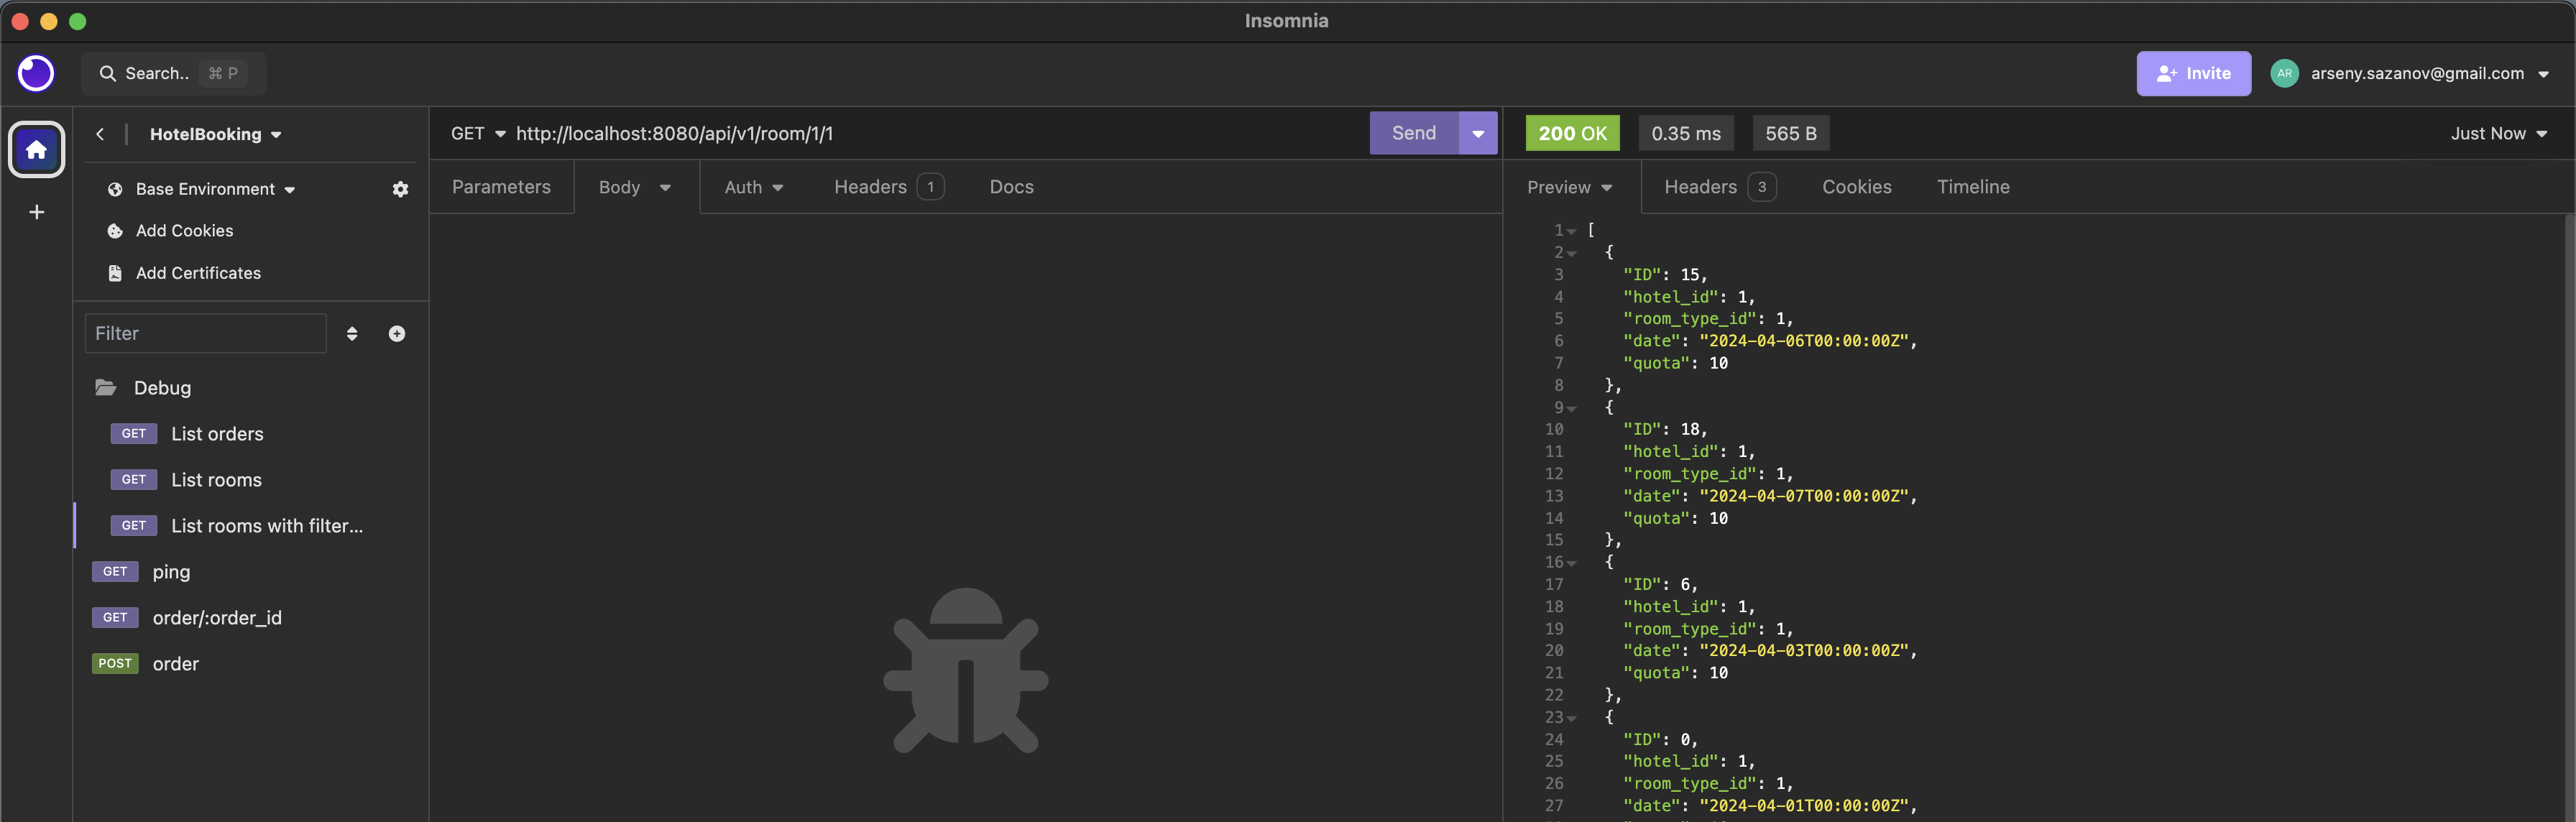 Insomnia
Search.. ⌘ P
Invite
AR
arseny.sazanov@gmail.com
HotelBooking
Base Environment
Add Cookies
Add Certificates
Filter
Debug
GET List orders
GET List rooms
GET List rooms with filter...
GET ping
GET order/:order_id
POST order
GET http://localhost:8080/api/v1/room/1/1
Send
Parameters Body Auth Headers 1 Docs
200 OK 0.35 ms 565 B Just Now
Preview Headers 3 Cookies Timeline
1 [
2 {
3 "ID": 15,
4 "hotel_id": 1,
5 "room_type_id": 1,
6 "date": "2024-04-06T00:00:00Z",
7 "quota": 10
8 },
9 {
10 "ID": 18,
11 "hotel_id": 1,
12 "room_type_id": 1,
13 "date": "2024-04-07T00:00:00Z",
14 "quota": 10
15 },
16 {
17 "ID": 6,
18 "hotel_id": 1,
19 "room_type_id": 1,
20 "date": "2024-04-03T00:00:00Z",
21 "quota": 10
22 },
23 {
24 "ID": 0,
25 "hotel_id": 1,
26 "room_type_id": 1,
27 "date": "2024-04-01T00:00:00Z",